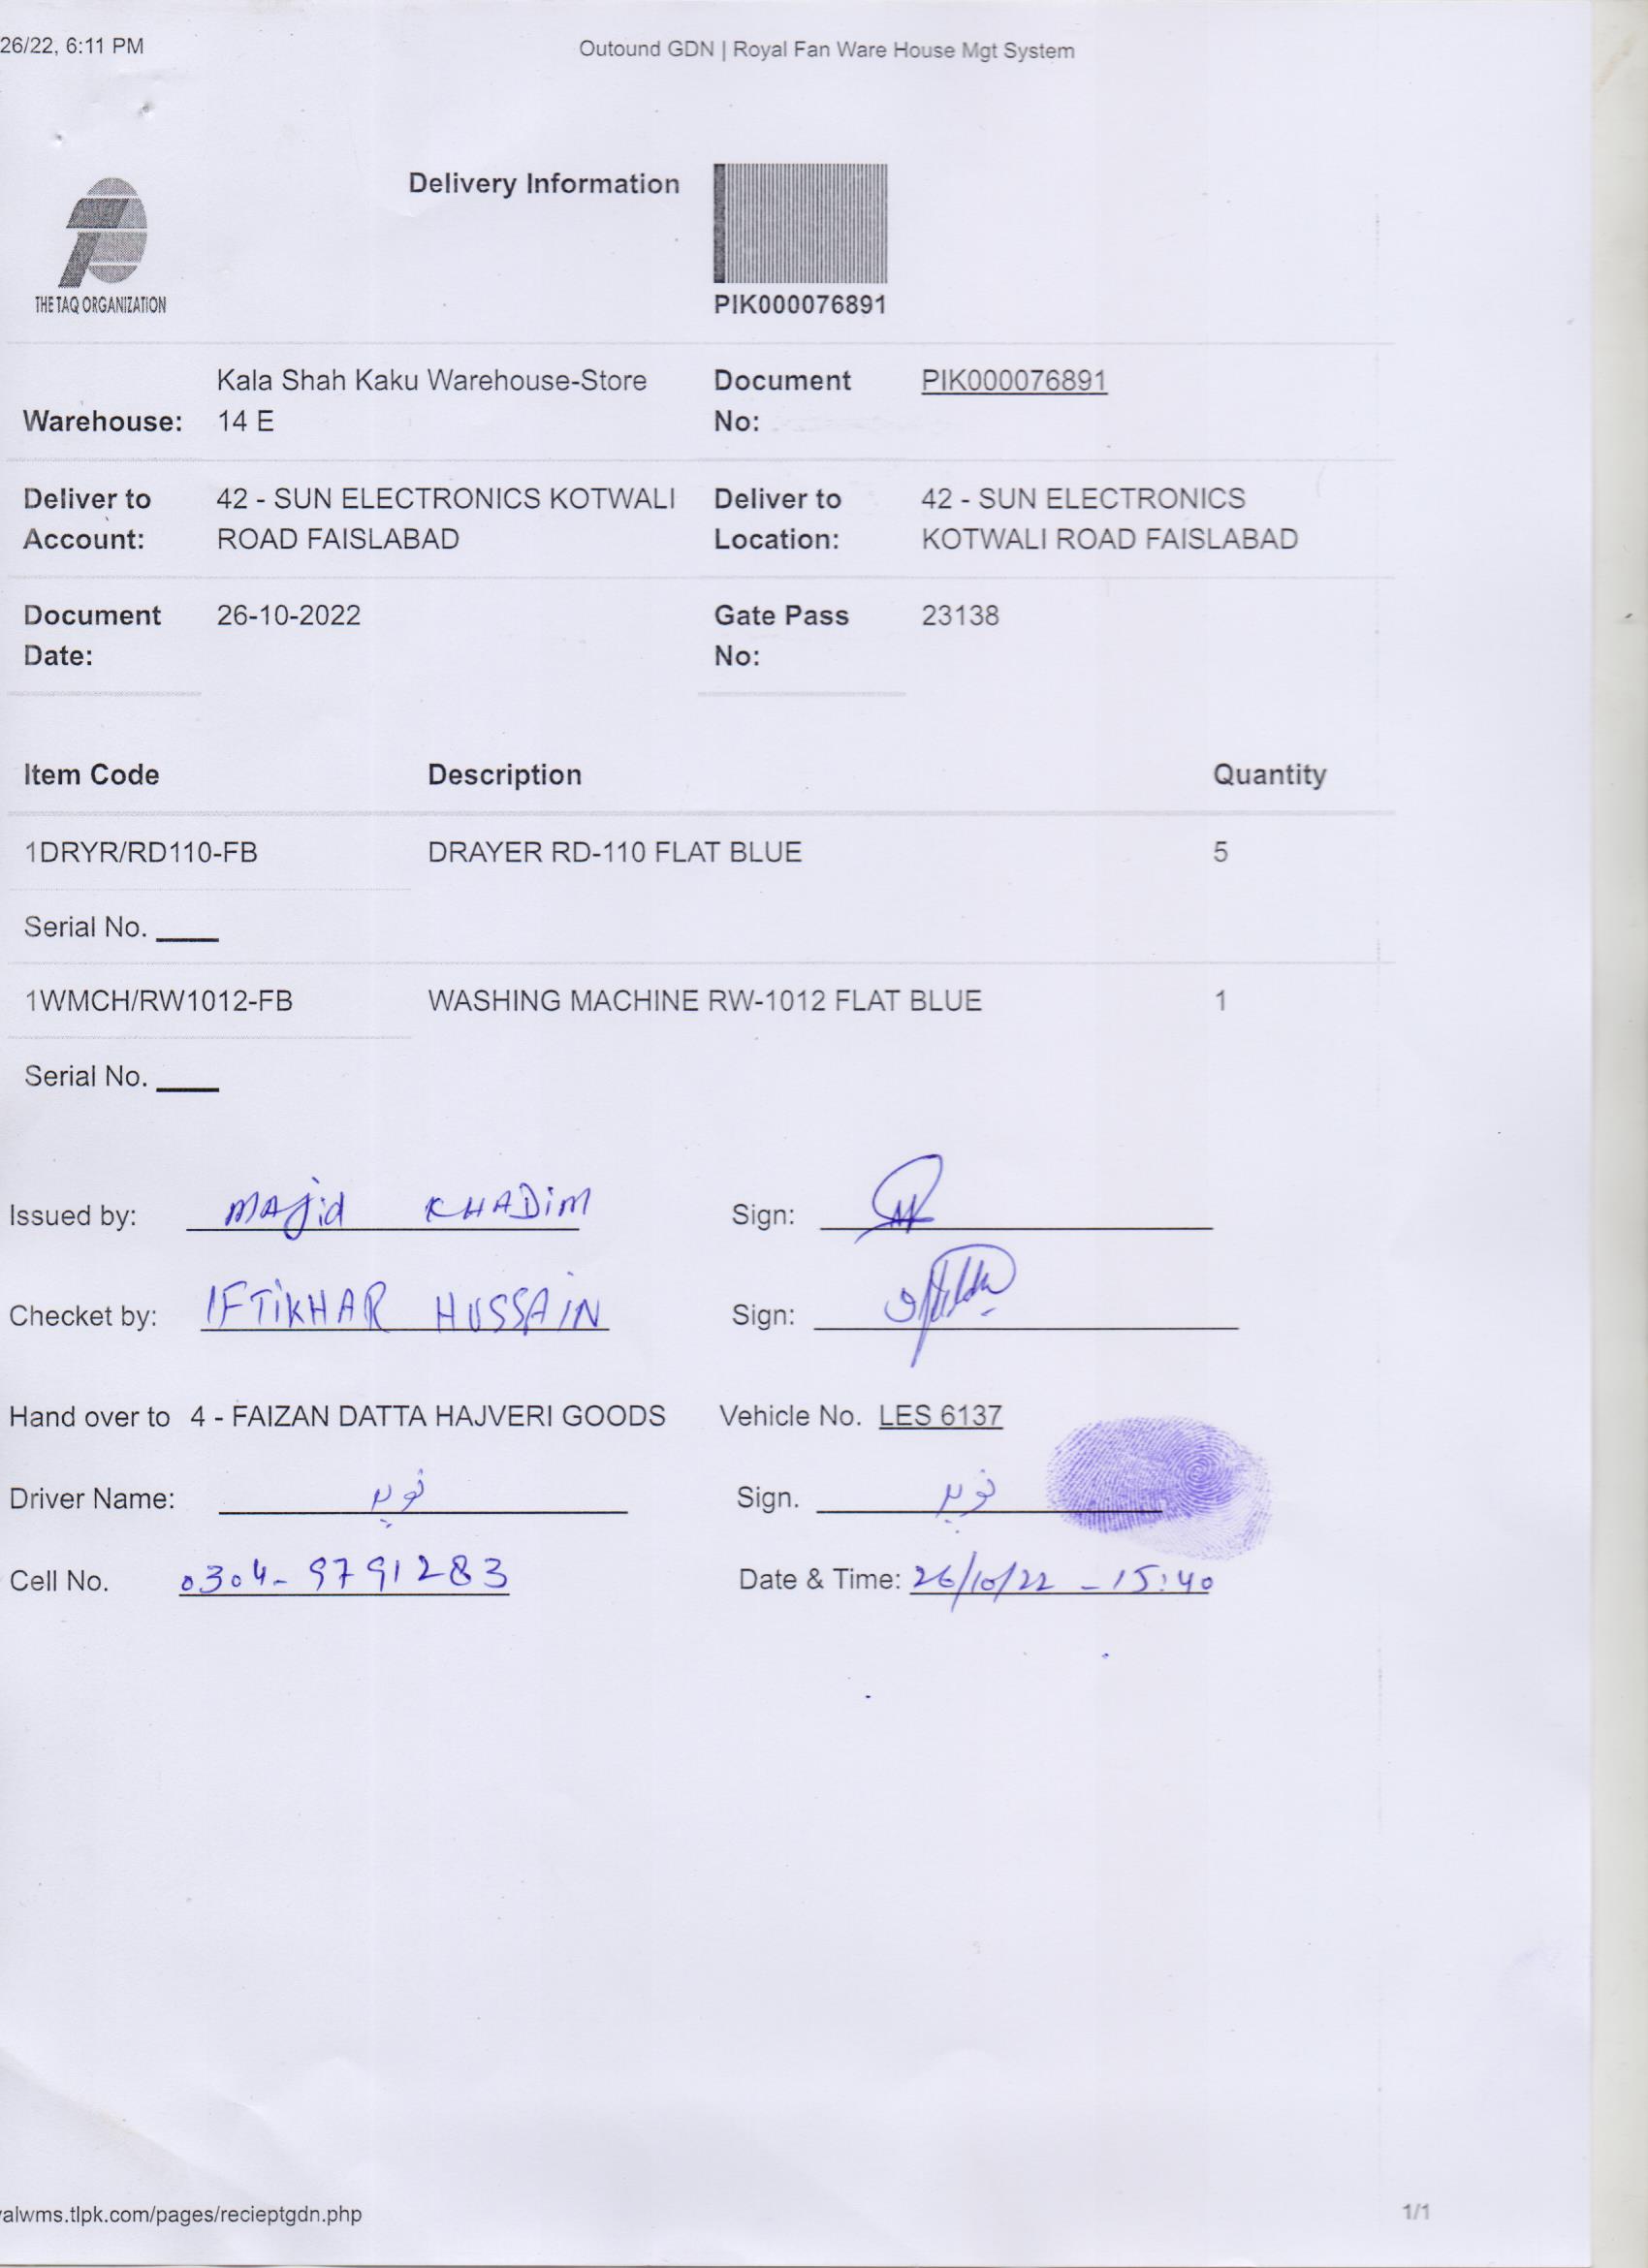 26/22, 6:11 PM Outound GDN | Royal Fan Ware House Mgt System
Delivery Information
THE TAQ ORGANIZATION PIK000076891
Kala Shah Kaku Warehouse-Store Document PIK000076891
Warehouse: 14 E No:
Deliver to 42 - SUN ELECTRONICS KOTWALI Deliver to 42 - SUN ELECTRONICS
Account: ROAD FAISLABAD Location: KOTWALI ROAD FAISLABAD
Document 26-10-2022 Gate Pass 23138
Date: No:
Item Code Description Quantity
1DRYR/RD110-FB DRAYER RD-110 FLAT BLUE 5
Serial No.
1WMCH/RW1012-FB WASHING MACHINE RW-1012 FLAT BLUE 1
Serial No.
Issued by: MAjid KHADiM Sign:
Checket by: IFTiKHAR HUSSAIN Sign:
Hand over to 4 - FAIZAN DATTA HAJVERI GOODS Vehicle No. LES 6137
Driver Name: Sign.
Cell No. 0304-9791283 Date & Time: 26/10/22 - 15:40
alwms.tlpk.com/pages/recieptgdn.php 1/1